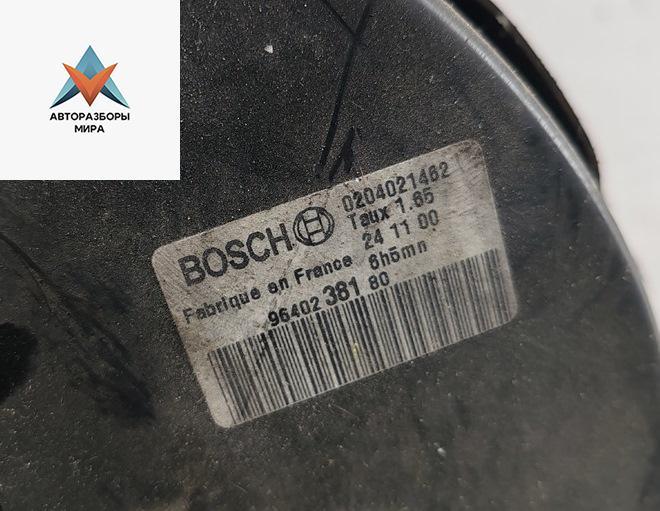 АВТОРАЗБОРЫ
МИРА
BOSCH 0204021462
Taux 1.65
Fabrique en France 24 11 00
6h5mn
96402 381 80